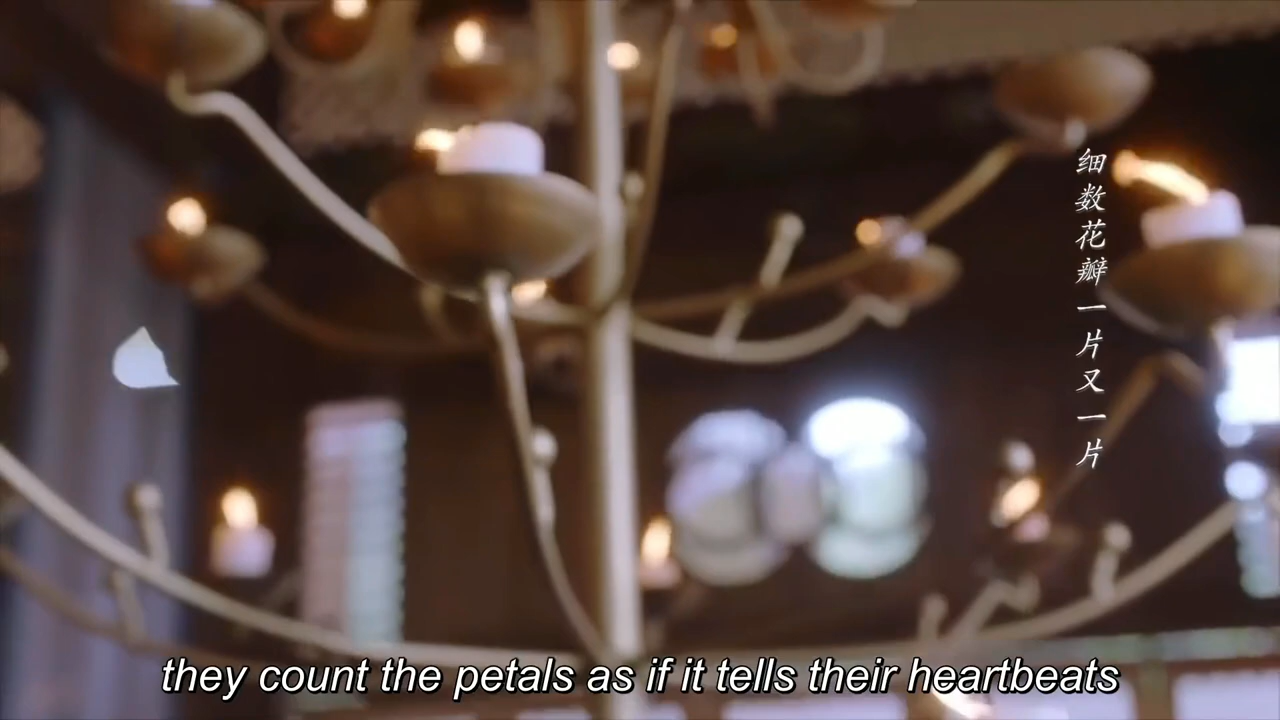 细数花瓣一片又一片
they count the petals as if it tells their heartbeats